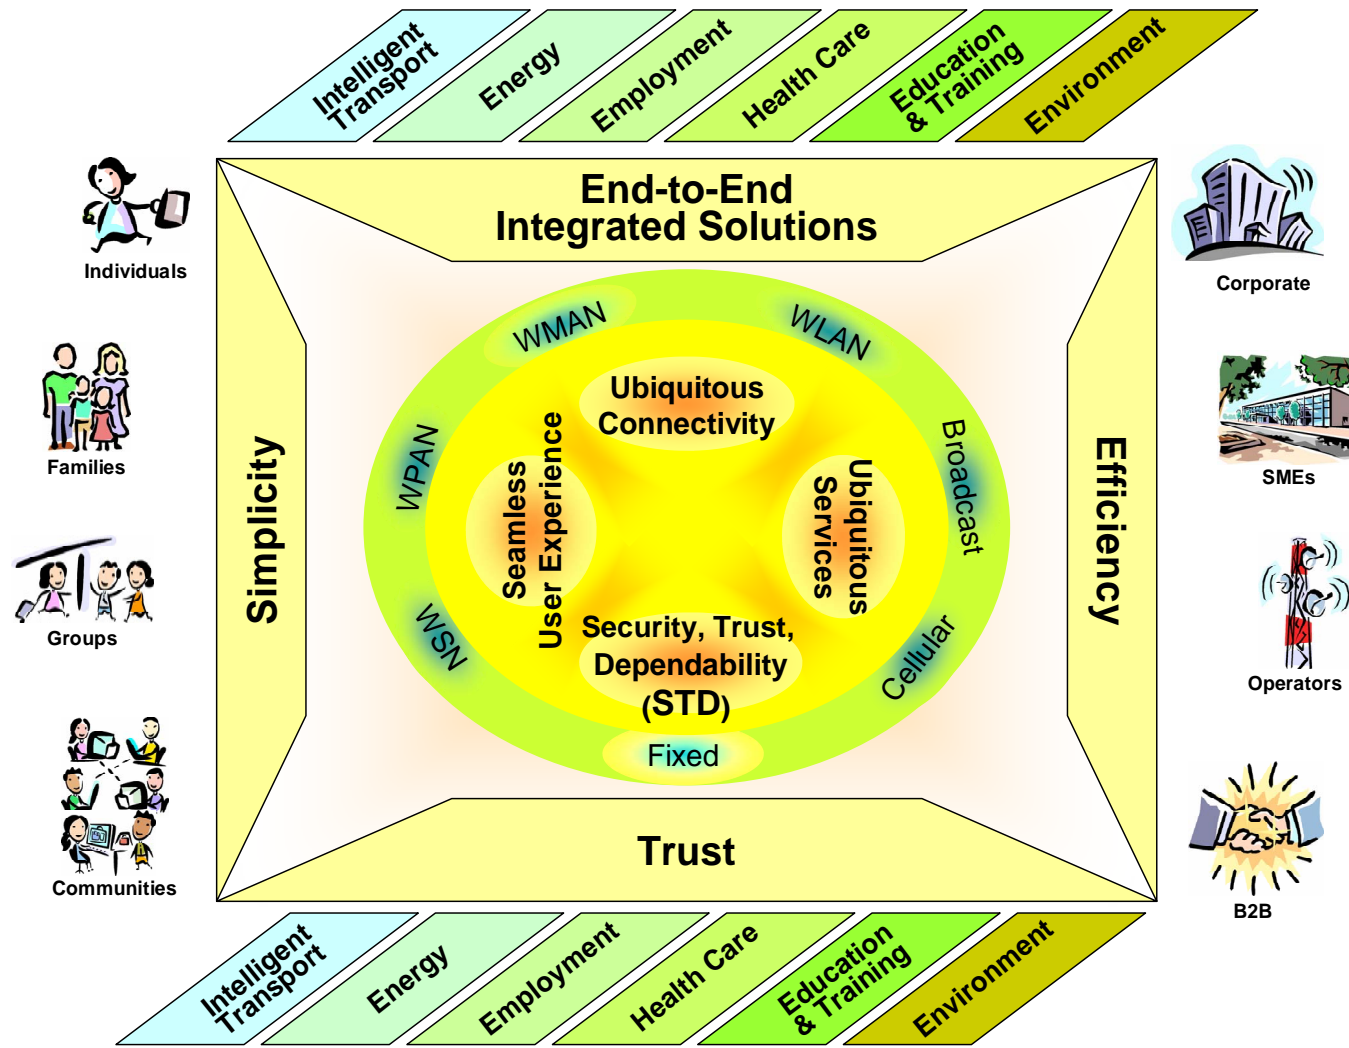 Intelligent
Transport
Energy
Employment
Health Care
Education
& Training
Environment
Individuals
Families
Groups
Communities
End-to-End
Integrated Solutions
Simplicity
Efficiency
Trust
WMAN
WLAN
WPAN
Broadcast
WSN
Cellular
Fixed
Ubiquitous
Connectivity
Seamless
User Experience
Ubiquitous
Services
Security, Trust,
Dependability
(STD)
Corporate
SMEs
Operators
B2B
Intelligent
Transport
Energy
Employment
Health Care
Education
& Training
Environment